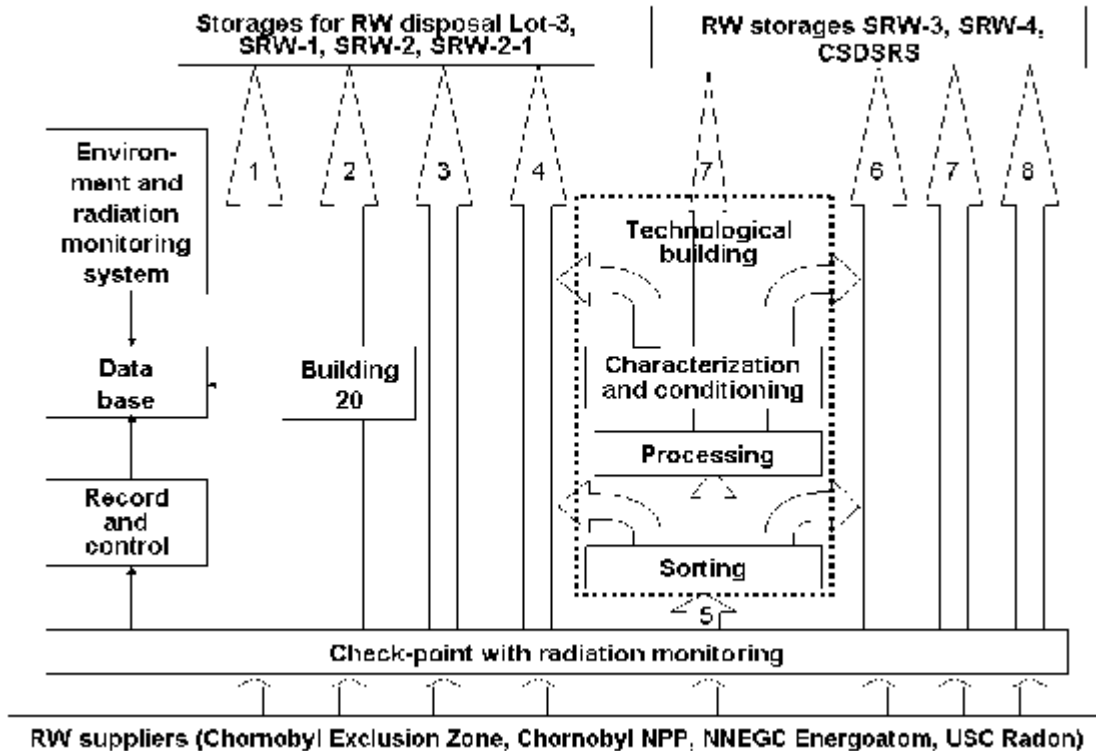 Storages for RW disposal Lot-3,
SRW-1, SRW-2, SRW-2-1
RW storages SRW-3, SRW-4,
CSDSRS
1
2
3
4
7
6
7
8
Environ-
ment and
radiation
monitoring
system
Technological
building
Data
base
Building
20
Characterization
and conditioning
Processing
Record
and
control
Sorting
5
Check-point with radiation monitoring
RW suppliers (Chornobyl Exclusion Zone, Chornobyl NPP, NNEGC Energoatom, USC Radon)